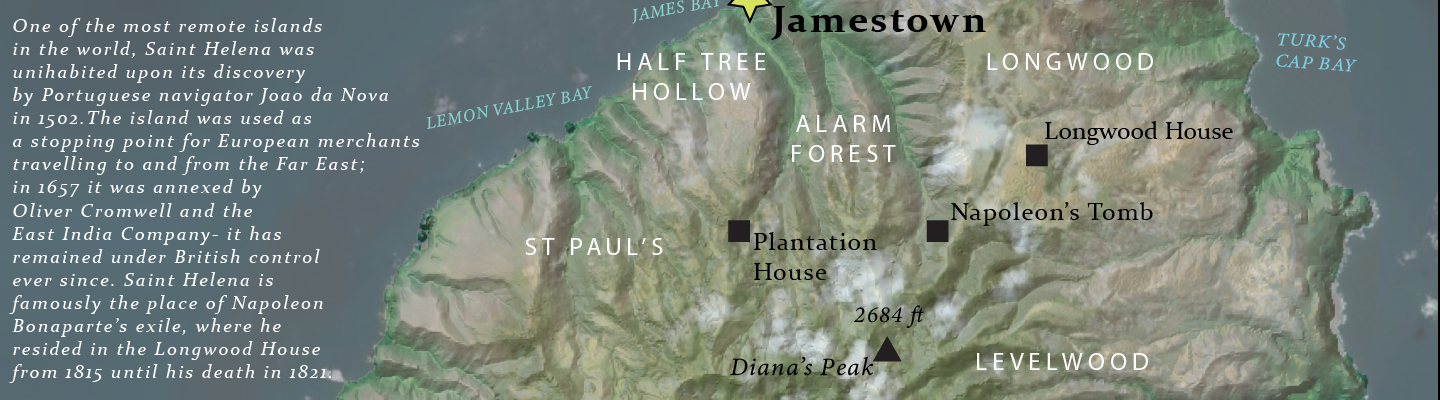 One of the most remote islands
in the world, Saint Helena was
unihabited upon its discovery
by Portuguese navigator Joao da Nova
in 1502.The island was used as
a stopping point for European merchants
travelling to and from the Far East;
in 1657 it was annexed by
Oliver Cromwell and the
East India Company- it has
remained under British control
ever since. Saint Helena is
famously the place of Napoleon
Bonaparte's exile, where he
resided in the Longwood House
from 1815 until his death in 1821.
JAMES BAY
Jamestown
HALF TREE
HOLLOW
LONGWOOD
TURK'S
CAP BAY
LEMON VALLEY BAY
ALARM
FOREST
Longwood House
Napoleon's Tomb
ST PAUL'S
Plantation
House
2684 ft
Diana's Peak
LEVELWOOD